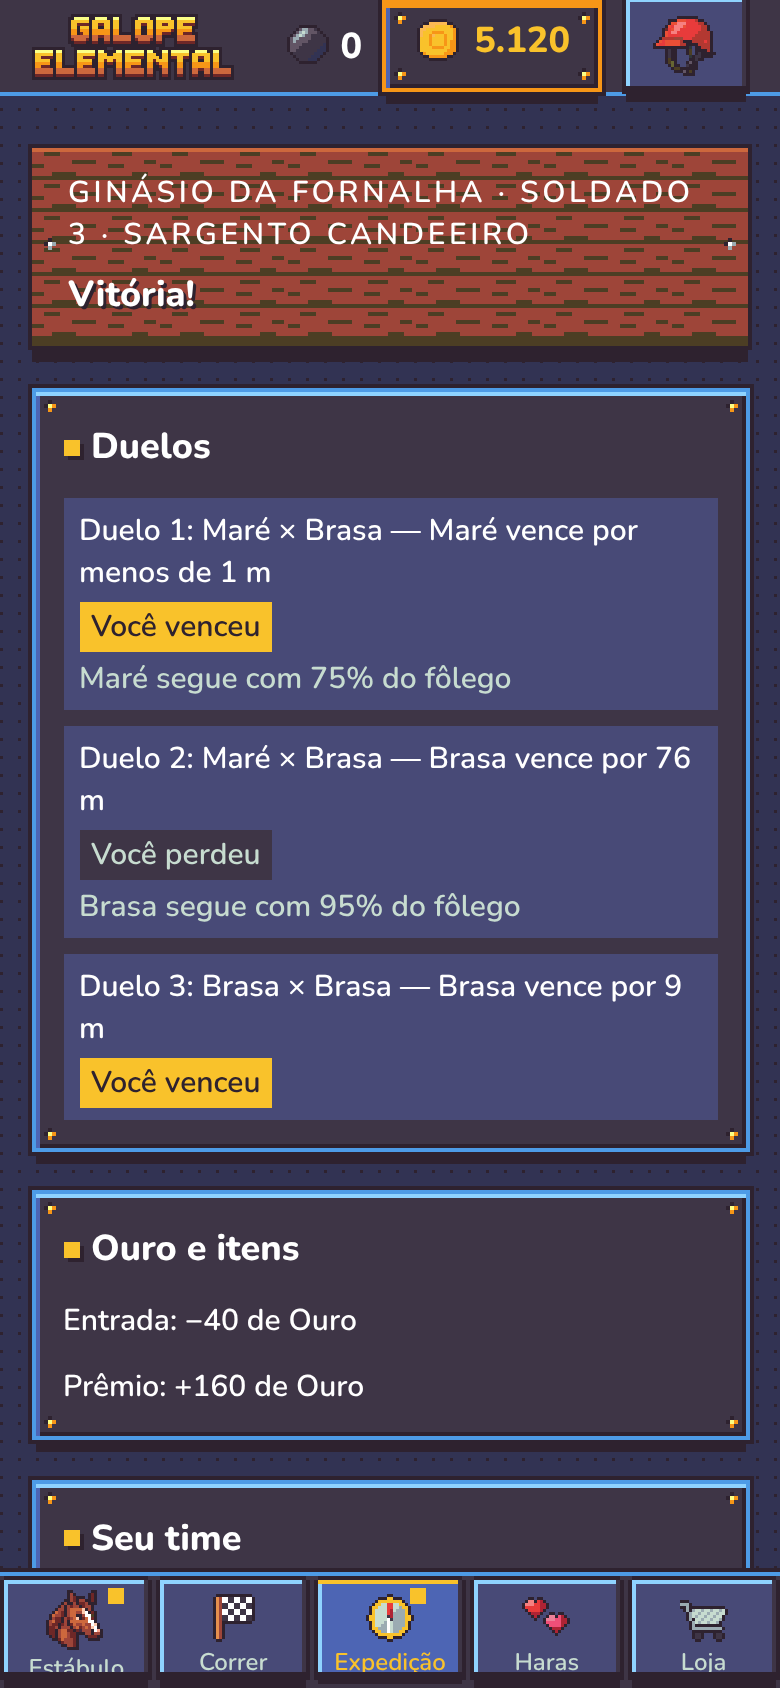 GALOPE
ELEMENTAL
0
5.120
GINÁSIO DA FORNALHA · SOLDADO
3 · SARGENTO CANDEEIRO
Vitória!
Duelos
Duelo 1: Maré × Brasa — Maré vence por
menos de 1 m
Você venceu
Maré segue com 75% do fôlego
Duelo 2: Maré × Brasa — Brasa vence por 76
m
Você perdeu
Brasa segue com 95% do fôlego
Duelo 3: Brasa × Brasa — Brasa vence por 9
m
Você venceu
Ouro e itens
Entrada: −40 de Ouro
Prêmio: +160 de Ouro
Seu time
Estábulo
Correr
Expedição
Haras
Loja